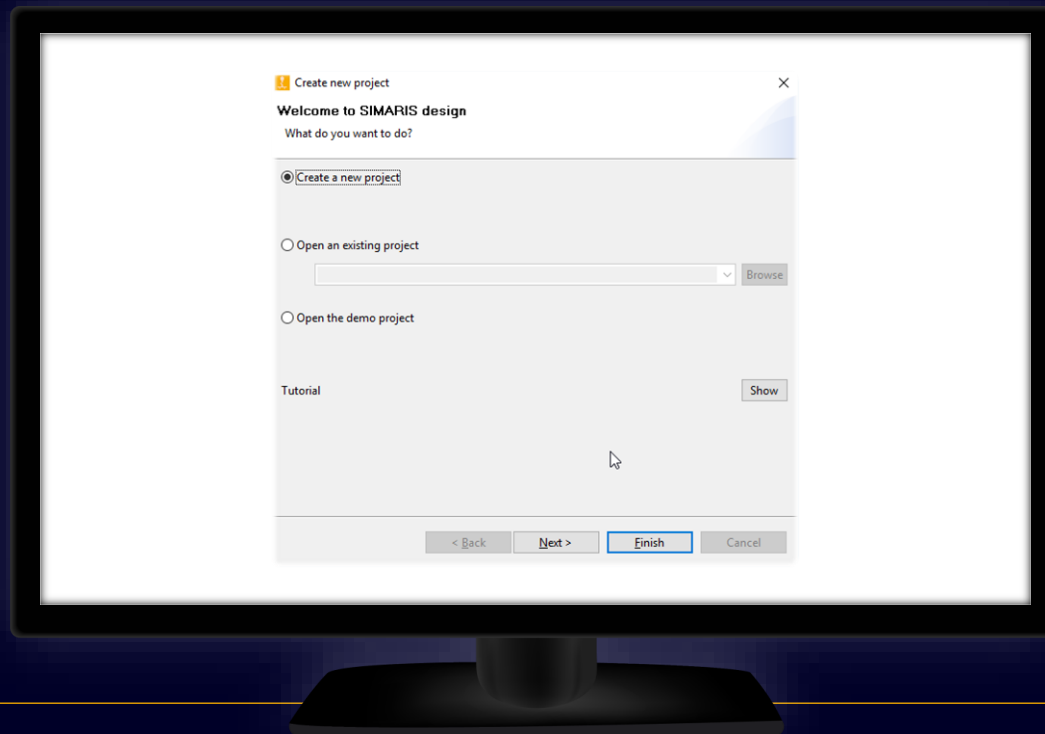 Create new project
Welcome to SIMARIS design
What do you want to do?
Create a new project
Open an existing project
Browse
Open the demo project
Tutorial
Show
< Back Next > Finish Cancel